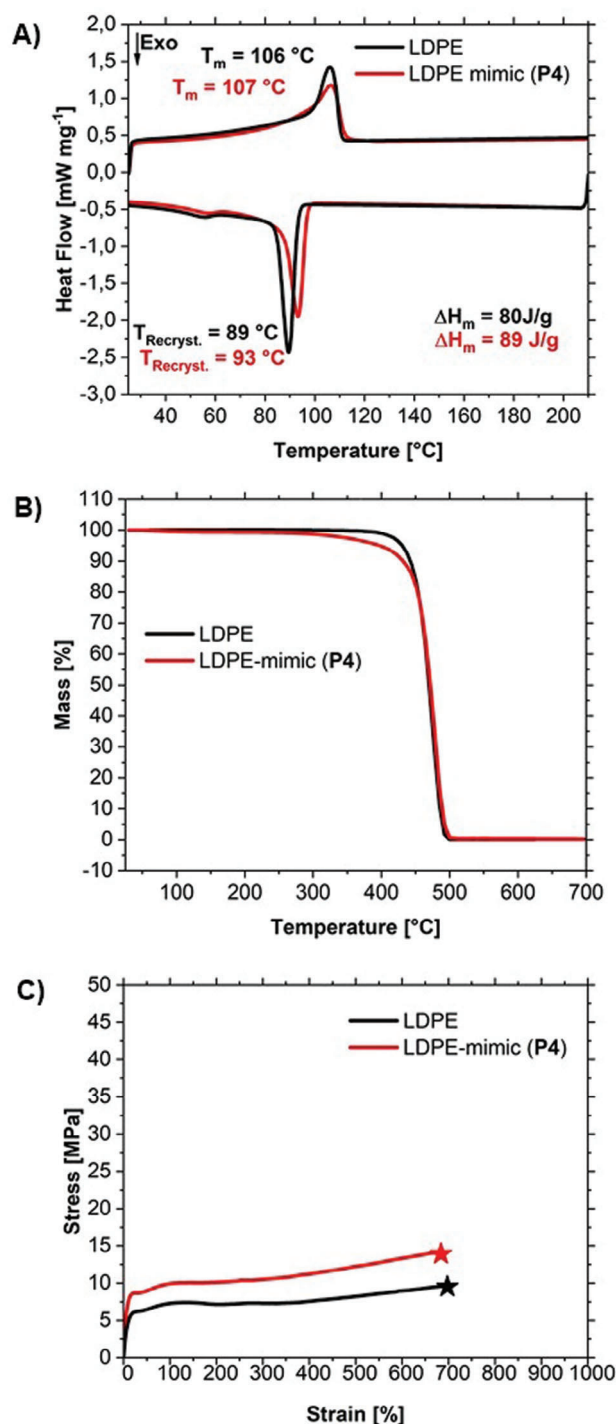 A)
Exo
T_m = 106 °C
T_m = 107 °C
LDPE
LDPE mimic (P4)
2,0
1,5
1,0
0,5
0,0
-0,5
-1,0
-1,5
-2,0
-2,5
-3,0
Heat Flow [mW mg⁻¹]
T_Recryst. = 89 °C
T_Recryst. = 93 °C
ΔH_m = 80J/g
ΔH_m = 89 J/g
40 60 80 100 120 140 160 180 200
Temperature [°C]
B)
110
100
90
80
70
60
50
40
30
20
10
0
-10
Mass [%]
LDPE
LDPE-mimic (P4)
100 200 300 400 500 600 700
Temperature [°C]
C)
50
45
40
35
30
25
20
15
10
5
0
Stress [MPa]
LDPE
LDPE-mimic (P4)
0 100 200 300 400 500 600 700 800 900 1000
Strain [%]